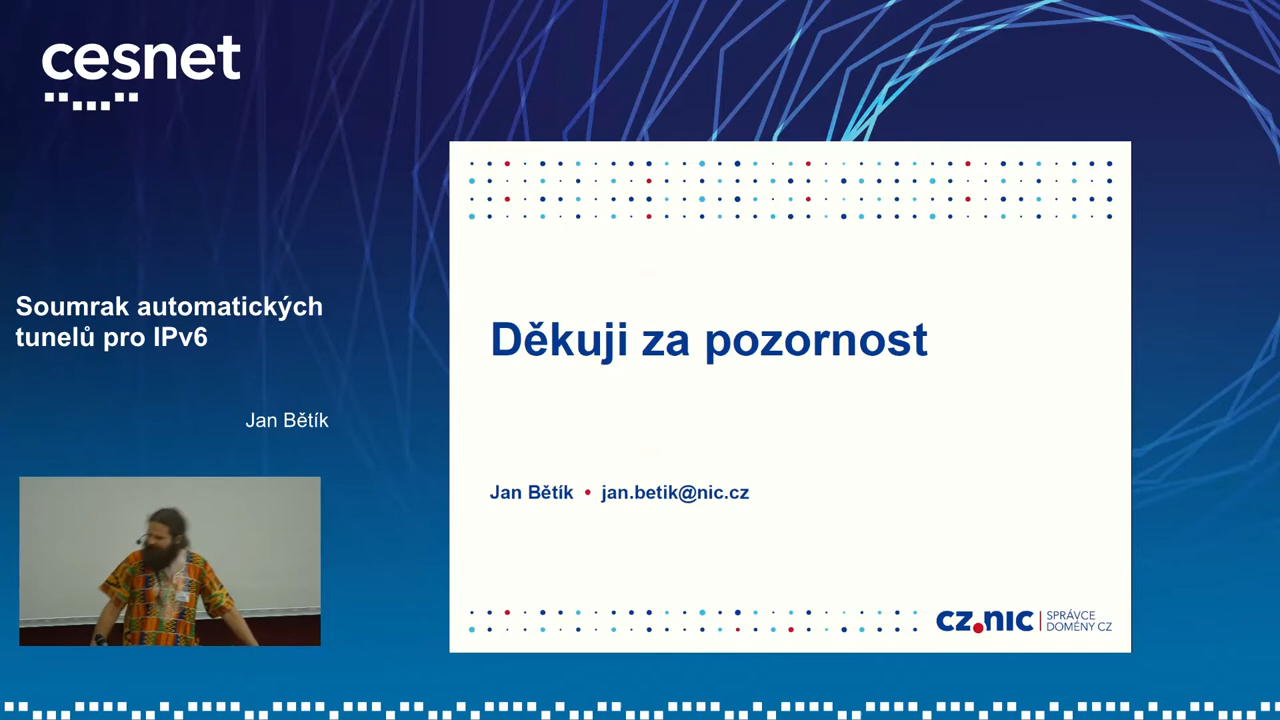 cesnet
Soumrak automatických
tunelů pro IPv6
Jan Bětík
Děkuji za pozornost
Jan Bětík • jan.betik@nic.cz
cz.nic
SPRÁVCE
DOMÉNY CZ